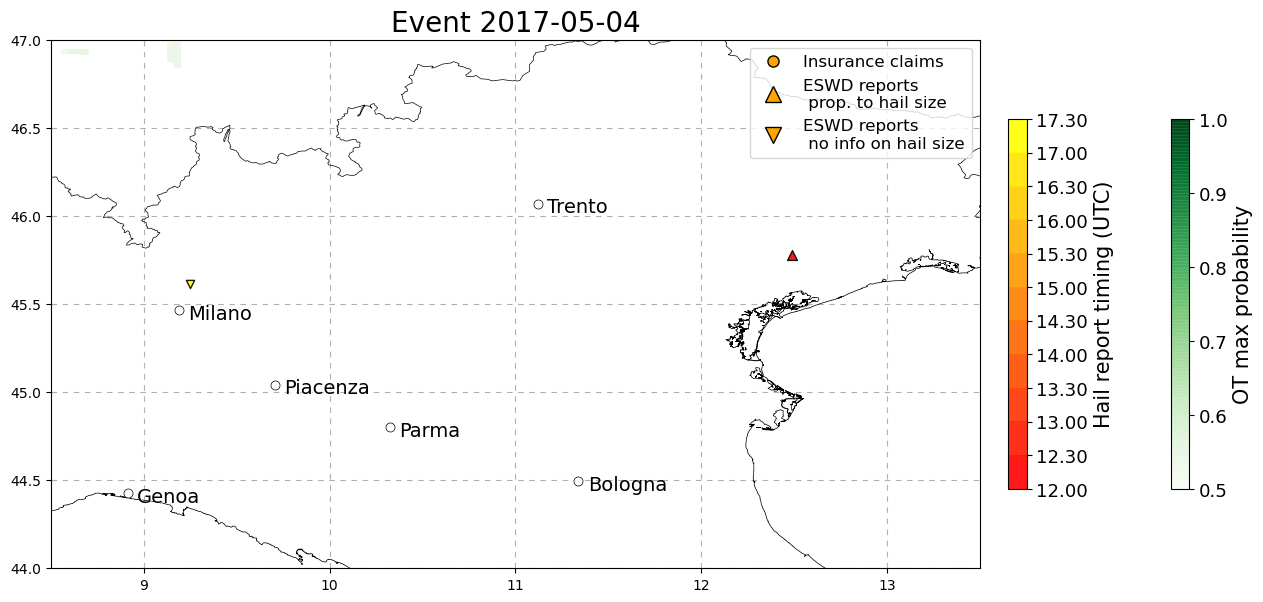 Event 2017-05-04
Insurance claims
ESWD reports
prop. to hail size
ESWD reports
no info on hail size
47.0
46.5
46.0
45.5
45.0
44.5
44.0
Trento
Milano
Piacenza
Parma
Bologna
Genoa
9
10
11
12
13
17.30
17.00
16.30
16.00
15.30
15.00
14.30
14.00
13.30
13.00
12.30
12.00
Hail report timing (UTC)
1.0
0.9
0.8
0.7
0.6
0.5
OT max probability